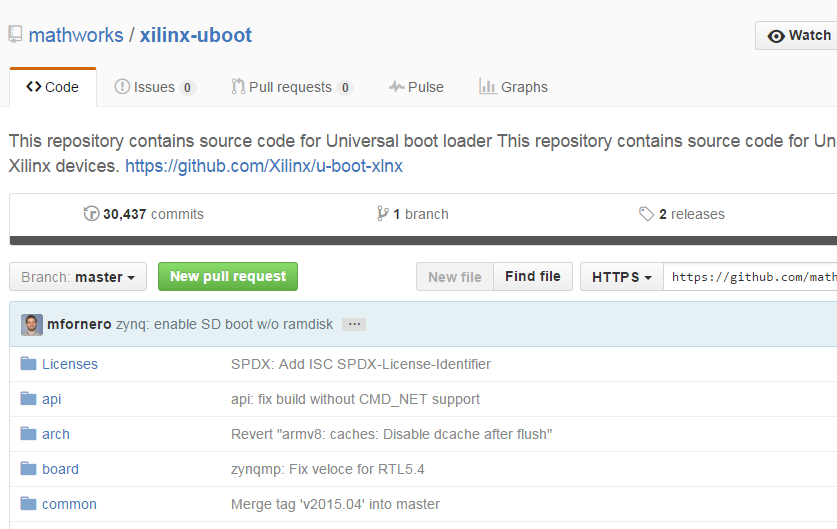 mathworks / xilinx-uboot
Watch
Code Issues 0 Pull requests 0 Pulse Graphs
This repository contains source code for Universal boot loader This repository contains source code for Un
Xilinx devices. https://github.com/Xilinx/u-boot-xlnx
30,437 commits 1 branch 2 releases
Branch: master New pull request New file Find file HTTPS https://github.com/math
mfornero zynq: enable SD boot w/o ramdisk ...
Licenses SPDX: Add ISC SPDX-License-Identifier
api api: fix build without CMD_NET support
arch Revert "armv8: caches: Disable dcache after flush"
board zynqmp: Fix veloce for RTL5.4
common Merge tag 'v2015.04' into master